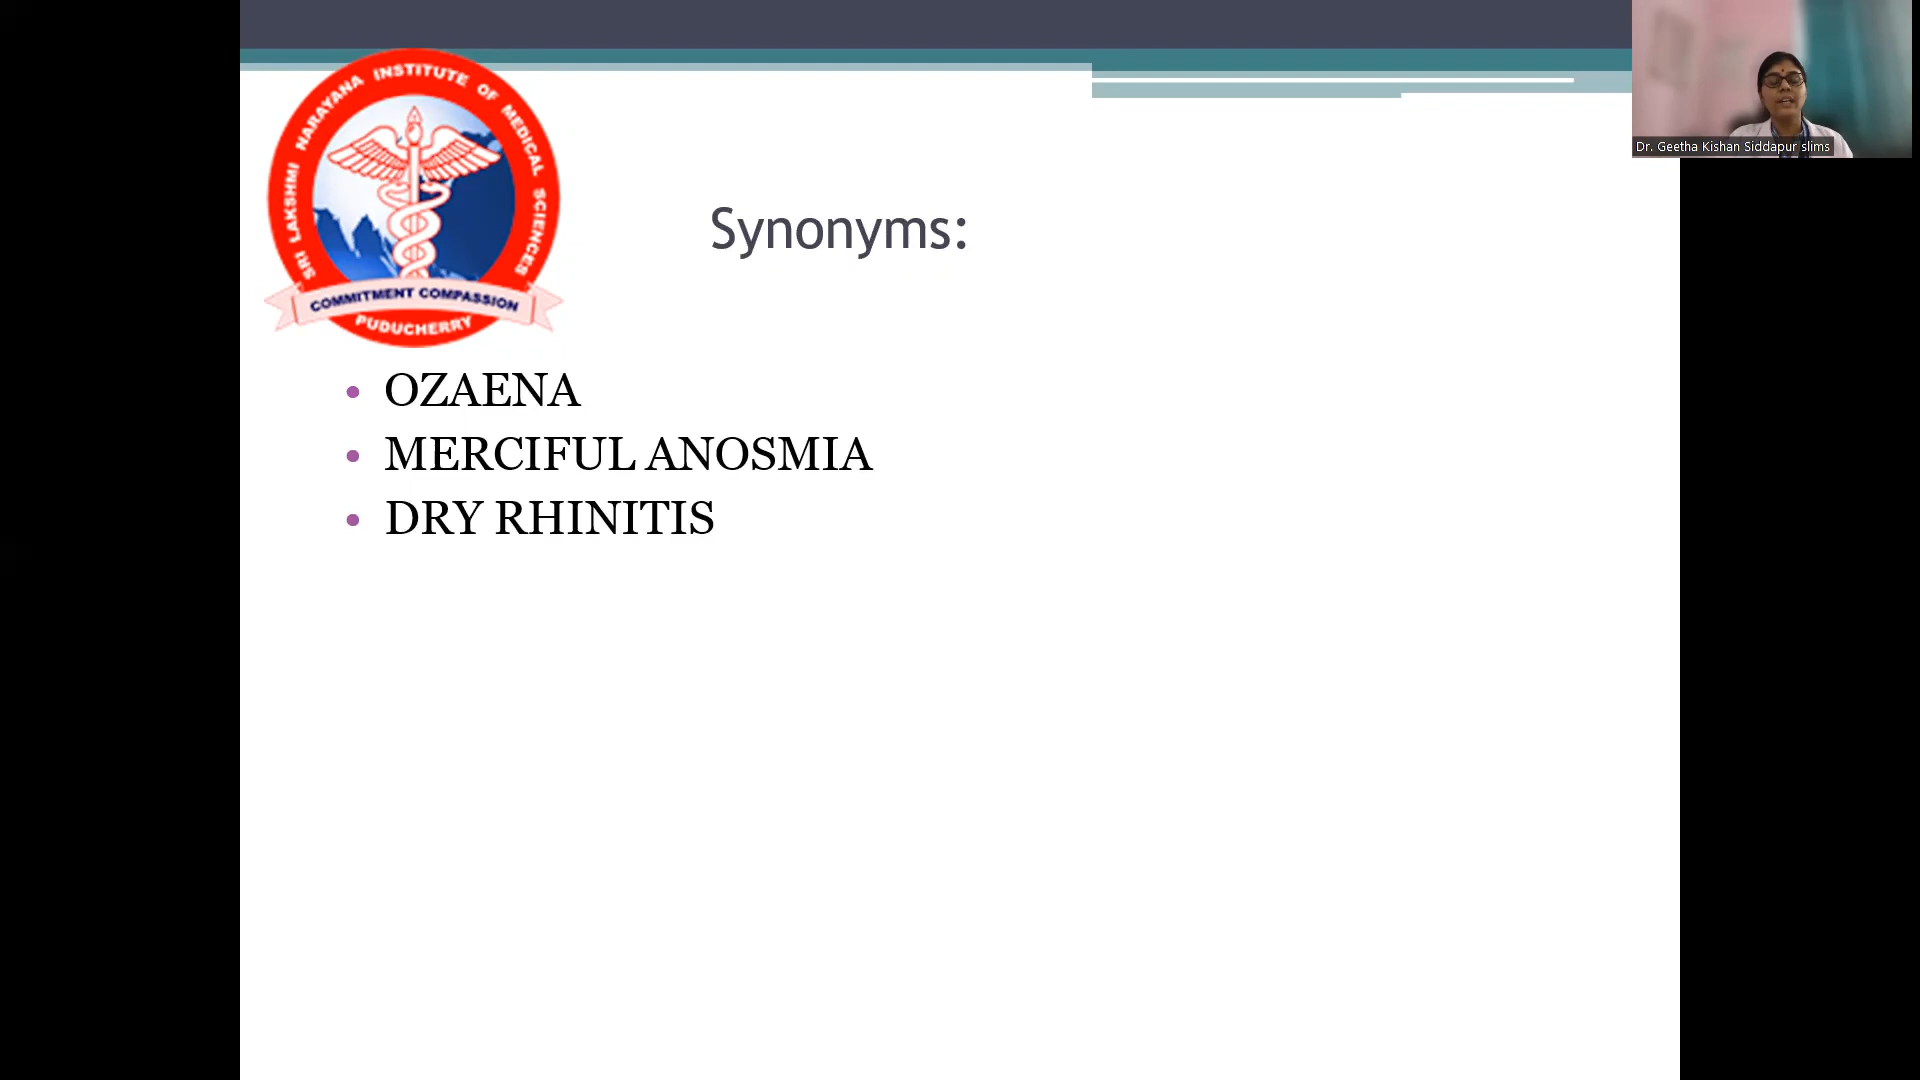 SRI LAKSHMI NARAYANA INSTITUTE OF MEDICAL SCIENCES
COMMITMENT COMPASSION
PUDUCHERRY
Dr. Geetha Kishan Siddapur slims
Synonyms:
• OZAENA
• MERCIFUL ANOSMIA
• DRY RHINITIS